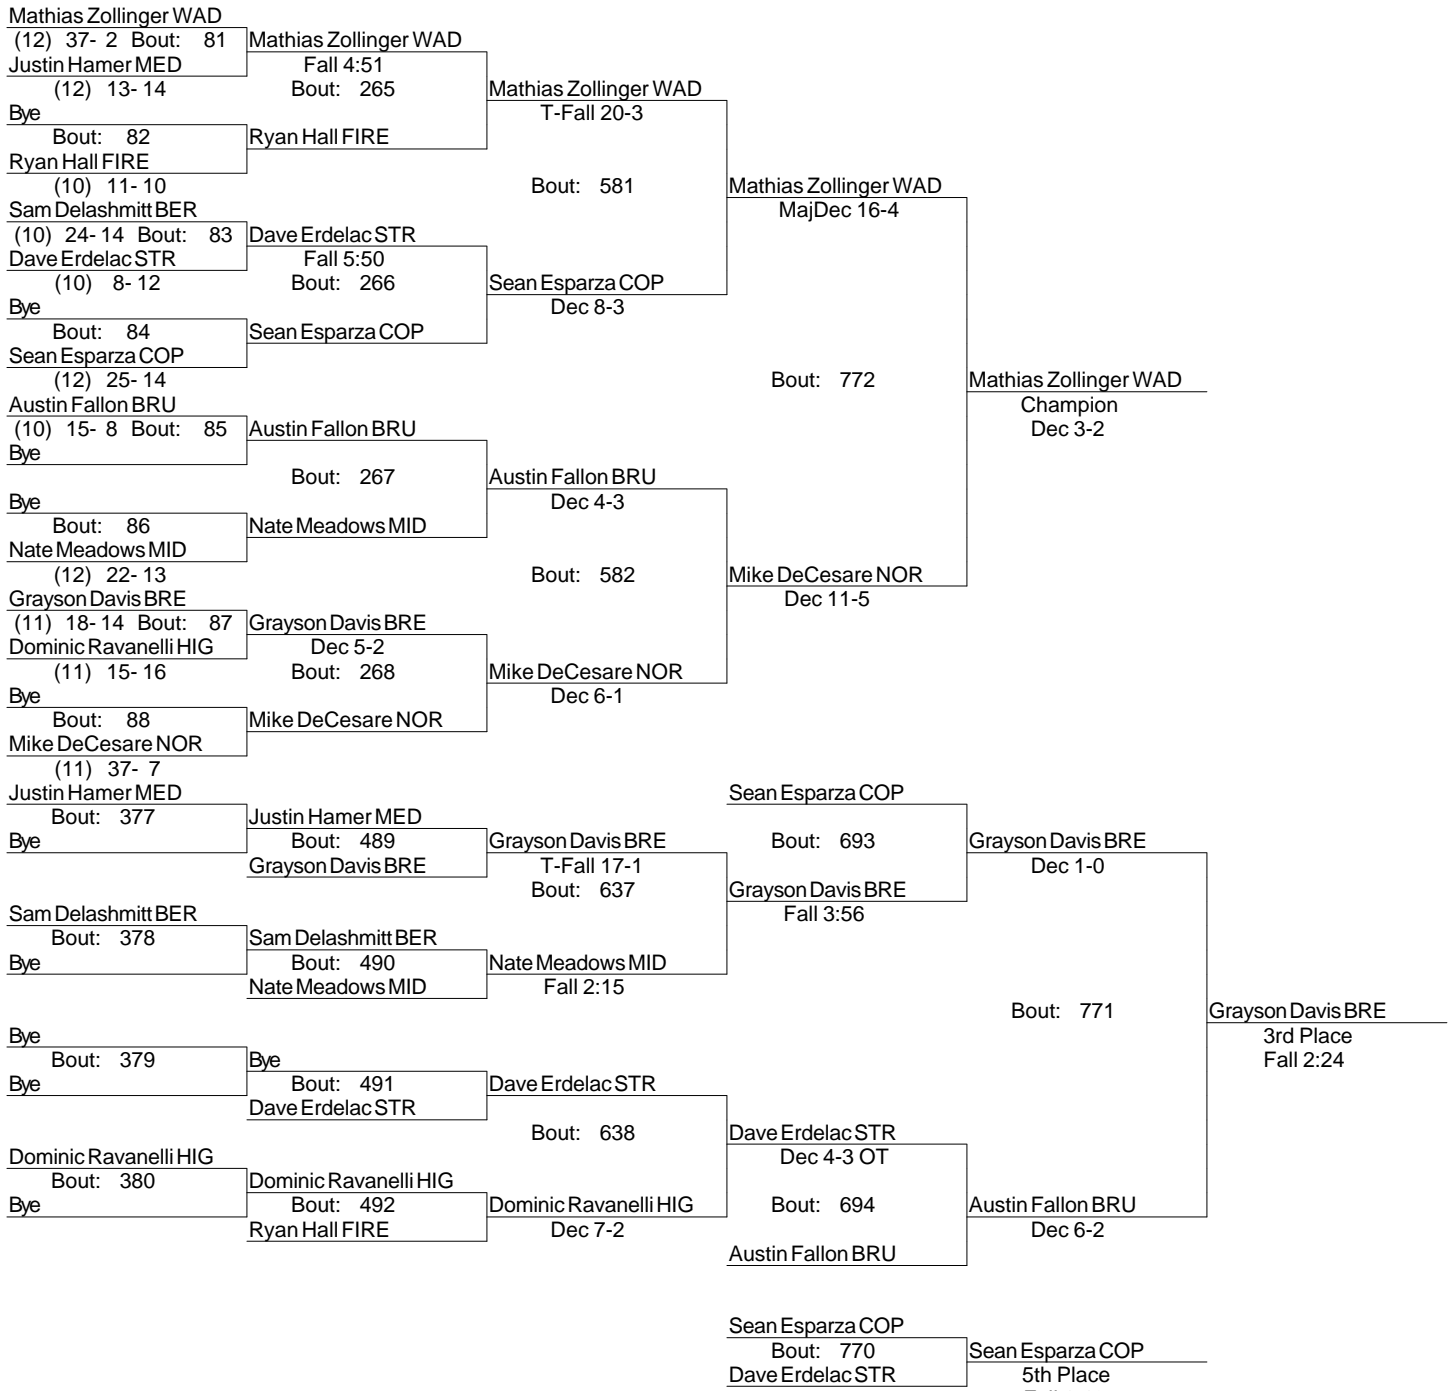 Mathias Zollinger WAD
(12) 37- 2 Bout: 81
Mathias Zollinger WAD
Justin Hamer MED
Fall 4:51
(12) 13- 14
Bout: 265
Mathias Zollinger WAD
Bye
T-Fall 20-3
Bout: 82
Ryan Hall FIRE
Ryan Hall FIRE
(10) 11- 10
Bout: 581
Mathias Zollinger WAD
Sam Delashmitt BER
MajDec 16-4
(10) 24- 14 Bout: 83
Dave Erdelac STR
Dave Erdelac STR
Fall 5:50
(10) 8- 12
Bout: 266
Sean Esparza COP
Bye
Dec 8-3
Bout: 84
Sean Esparza COP
Sean Esparza COP
(12) 25- 14
Bout: 772
Mathias Zollinger WAD
Austin Fallon BRU
Champion
(10) 15- 8 Bout: 85
Austin Fallon BRU
Dec 3-2
Bye
Bout: 267
Austin Fallon BRU
Bye
Dec 4-3
Bout: 86
Nate Meadows MID
Nate Meadows MID
(12) 22- 13
Bout: 582
Mike DeCesare NOR
Grayson Davis BRE
Dec 11-5
(11) 18- 14 Bout: 87
Grayson Davis BRE
Dominic Ravanelli HIG
Dec 5-2
(11) 15- 16
Bout: 268
Mike DeCesare NOR
Bye
Dec 6-1
Bout: 88
Mike DeCesare NOR
Mike DeCesare NOR
(11) 37- 7
Justin Hamer MED
Sean Esparza COP
Bout: 377
Justin Hamer MED
Bye
Bout: 489
Grayson Davis BRE
Bout: 693
Grayson Davis BRE
Grayson Davis BRE
T-Fall 17-1
Dec 1-0
Bout: 637
Grayson Davis BRE
Sam Delashmitt BER
Fall 3:56
Bout: 378
Sam Delashmitt BER
Bye
Bout: 490
Nate Meadows MID
Nate Meadows MID
Fall 2:15
Bout: 771
Grayson Davis BRE
Bye
3rd Place
Bout: 379
Bye
Fall 2:24
Bye
Bout: 491
Dave Erdelac STR
Dave Erdelac STR
Bout: 638
Dave Erdelac STR
Dominic Ravanelli HIG
Dec 4-3 OT
Bout: 380
Dominic Ravanelli HIG
Bye
Bout: 492
Dominic Ravanelli HIG
Bout: 694
Austin Fallon BRU
Ryan Hall FIRE
Dec 7-2
Dec 6-2
Austin Fallon BRU
Sean Esparza COP
Bout: 770
Sean Esparza COP
Dave Erdelac STR
5th Place